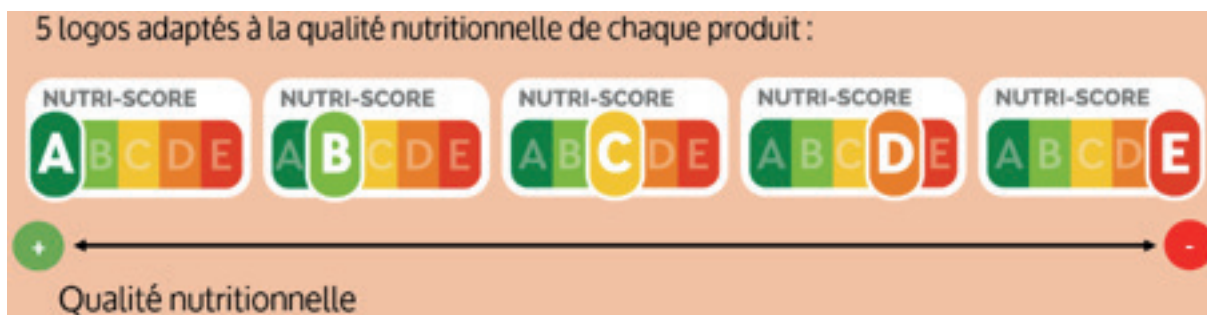 5 logos adaptés à la qualité nutritionnelle de chaque produit :
NUTRI-SCORE NUTRI-SCORE NUTRI-SCORE NUTRI-SCORE NUTRI-SCORE
A B C D E A B C D E A B C D E A B C D E A B C D E
+ -
Qualité nutritionnelle